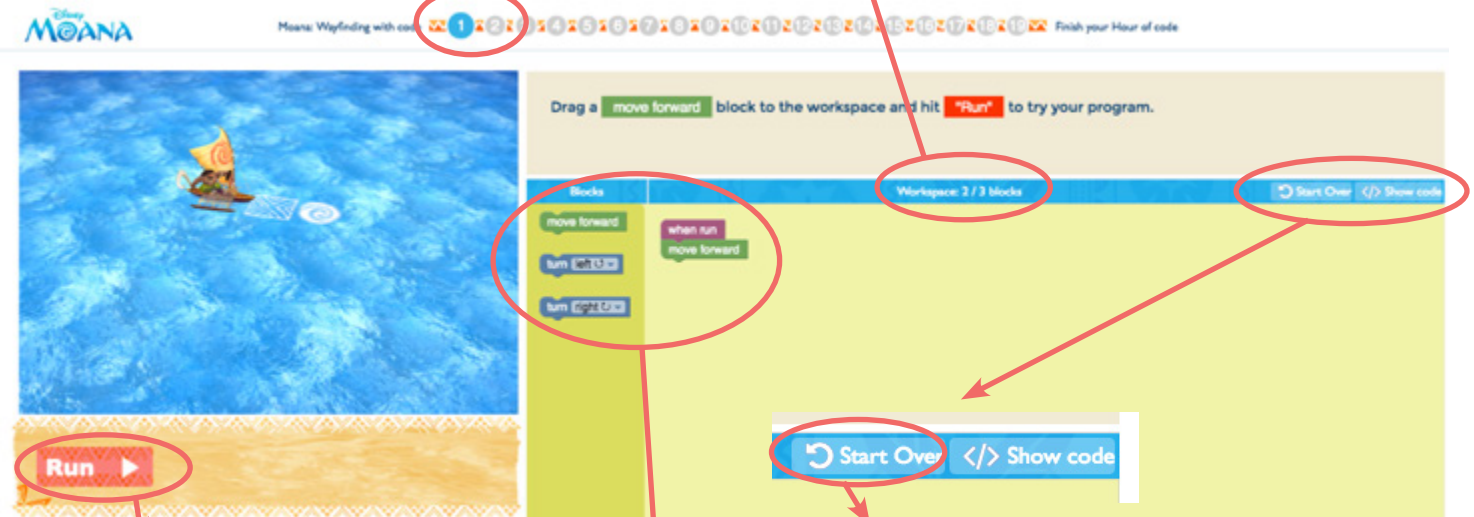 Disney
MOANA
Moana: Wayfinding with code 1 2 3 4 5 6 7 8 9 10 11 12 13 14 15 16 17 18 19 Finish your Hour of code
Drag a move forward block to the workspace and hit "Run" to try your program.
Blocks
Workspace: 2 / 3 blocks
Start Over </> Show code
move forward
turn left
turn right
when run
move forward
Run
Start Over </> Show code